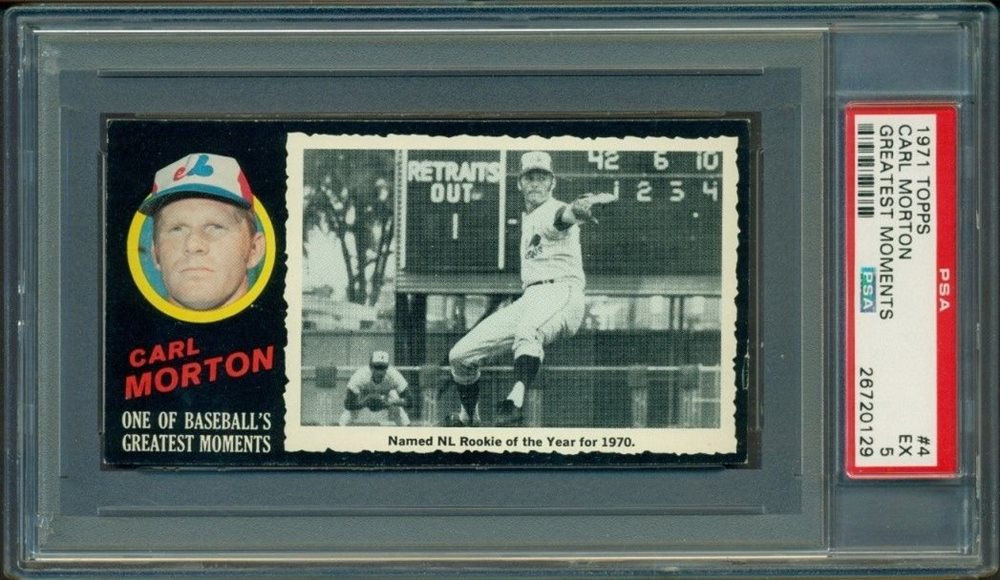 CARL
MORTON
ONE OF BASEBALL'S
GREATEST MOMENTS
e
RETRAITS
OUT
1
42 6 10
1 2 3 4
Named NL Rookie of the Year for 1970.
1971 TOPPS
CARL MORTON
GREATEST MOMENTS
#4
EX
5
PSA
26720129
PSA